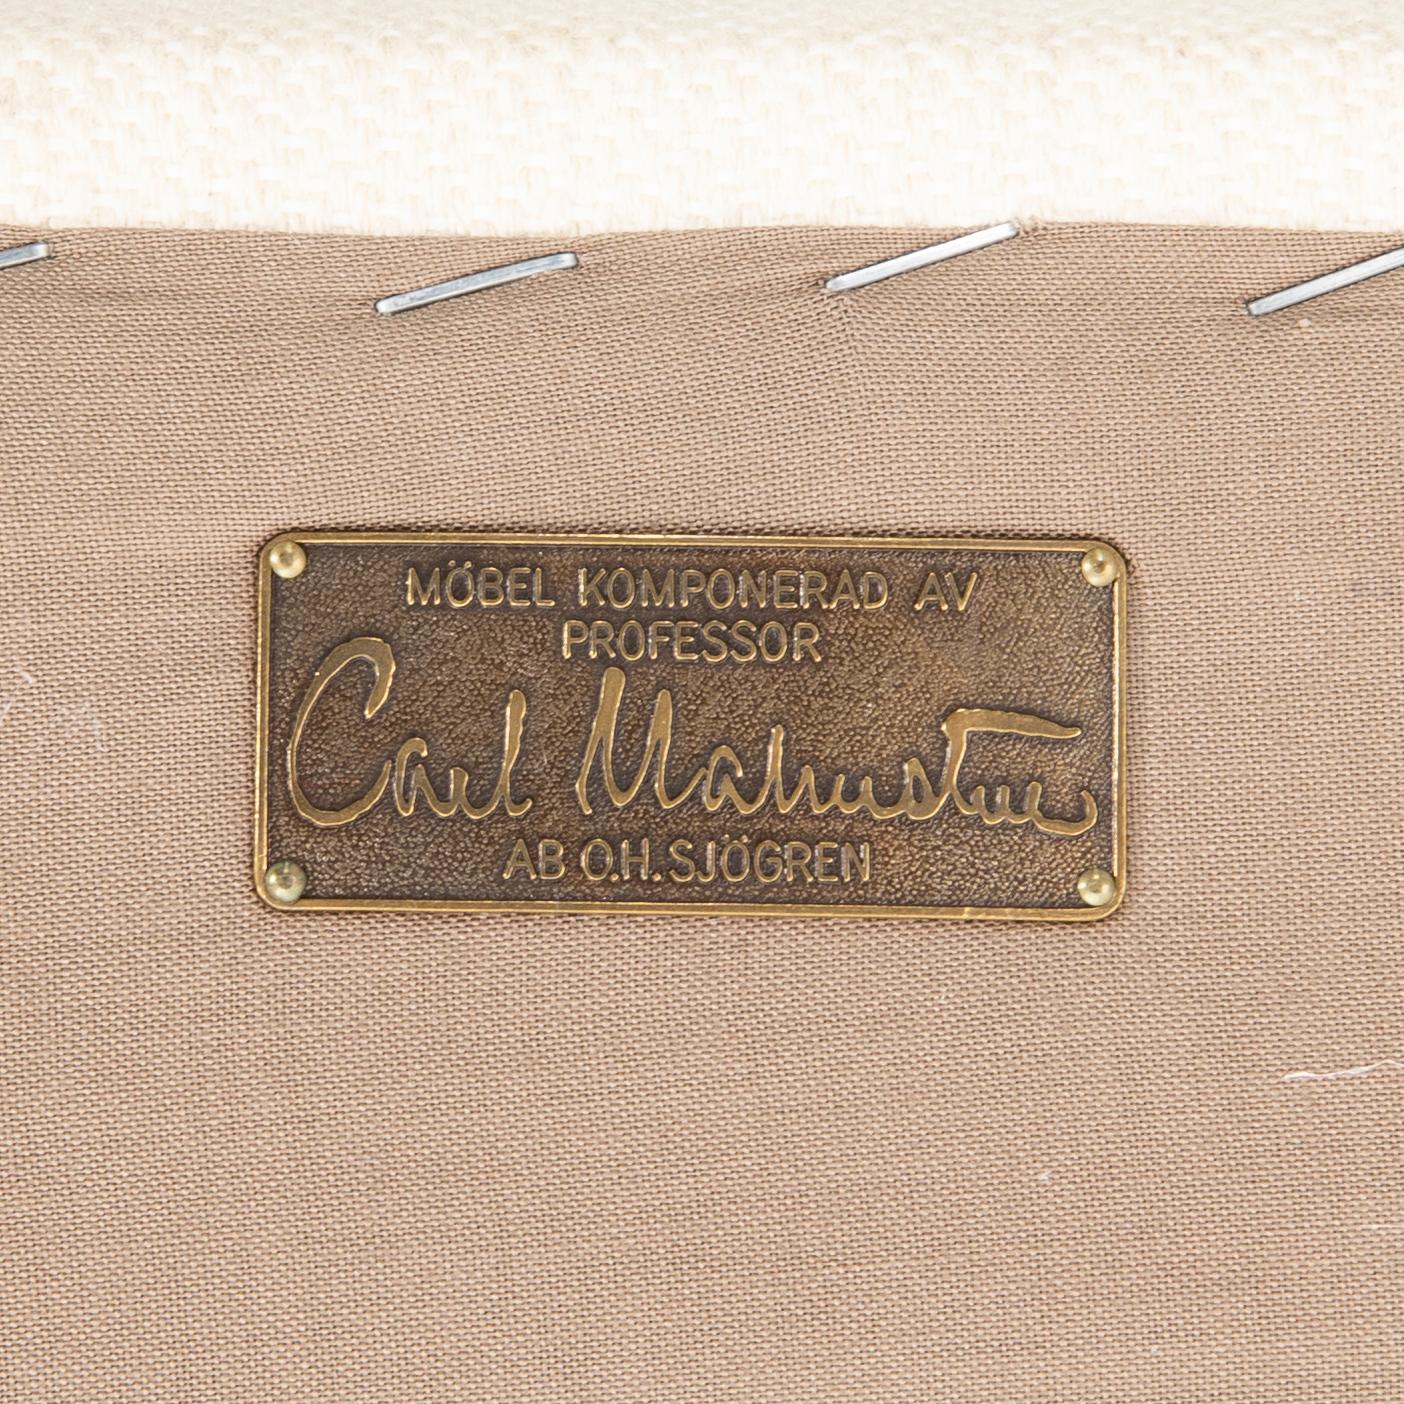 MÖBEL KOMPONERAD AV
PROFESSOR
Carl Malmsten
AB O.H. SJÖGREN